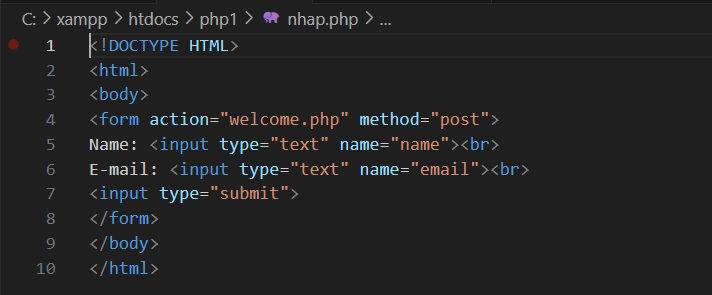 C: > xampp > htdocs > php1 > nhap.php > ...
1 <!DOCTYPE HTML>
2 <html>
3 <body>
4 <form action="welcome.php" method="post">
5 Name: <input type="text" name="name"><br>
6 E-mail: <input type="text" name="email"><br>
7 <input type="submit">
8 </form>
9 </body>
10 </html>